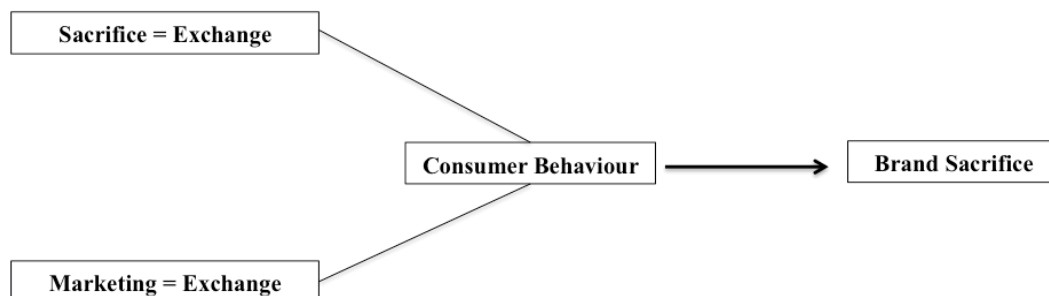 Sacrifice = Exchange
Consumer Behaviour
Brand Sacrifice
Marketing = Exchange